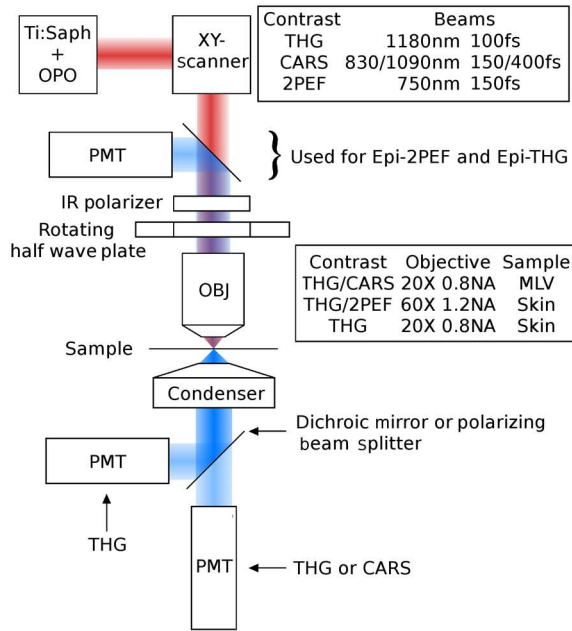 Ti:Saph
+
OPO
XY-
scanner
Contrast Beams
THG 1180nm 100fs
CARS 830/1090nm 150/400fs
2PEF 750nm 150fs
PMT
} Used for Epi-2PEF and Epi-THG
IR polarizer
Rotating
half wave plate
OBJ
Contrast Objective Sample
THG/CARS 20X 0.8NA MLV
THG/2PEF 60X 1.2NA Skin
THG 20X 0.8NA Skin
Sample
Condenser
Dichroic mirror or polarizing
beam splitter
PMT
THG
PMT
THG or CARS